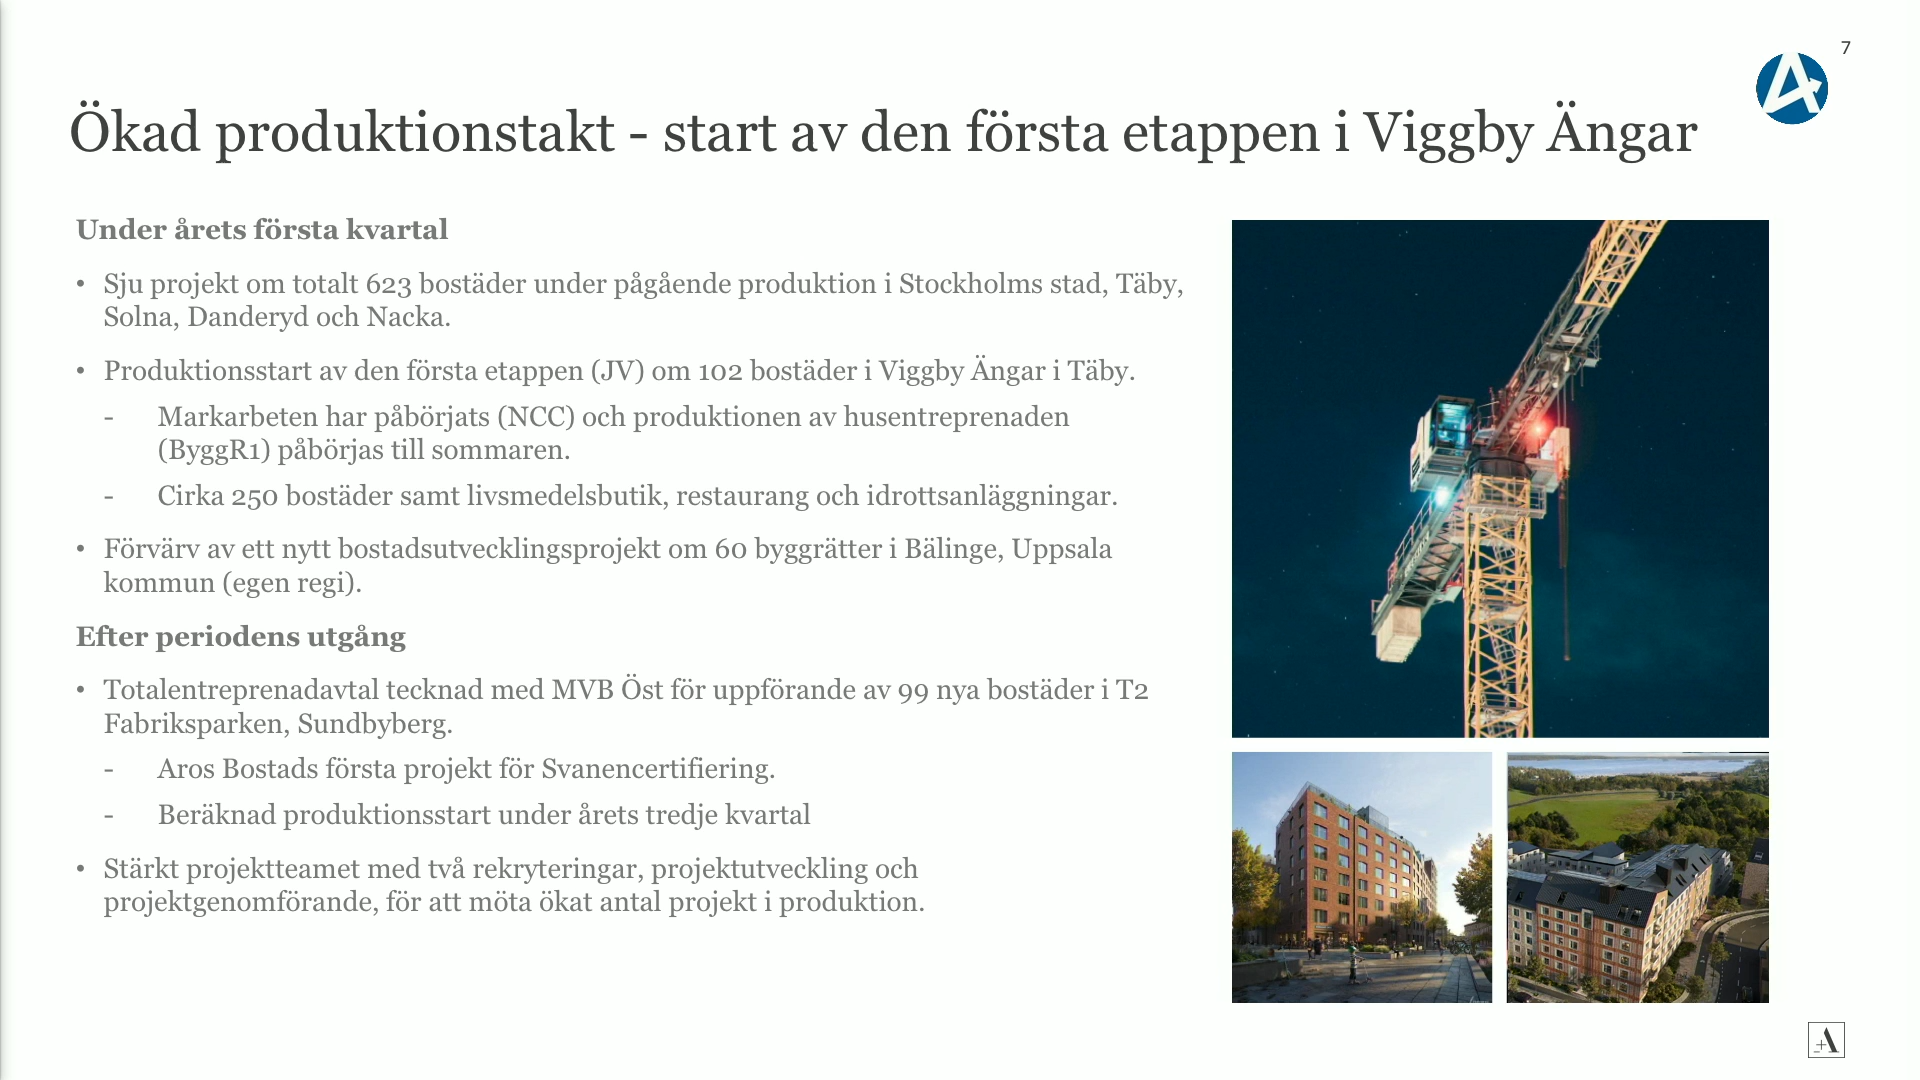 7
Ökad produktionstakt - start av den första etappen i Viggby Ängar
Under årets första kvartal
• Sju projekt om totalt 623 bostäder under pågående produktion i Stockholms stad, Täby,
Solna, Danderyd och Nacka.
• Produktionsstart av den första etappen (JV) om 102 bostäder i Viggby Ängar i Täby.
- Markarbeten har påbörjats (NCC) och produktionen av husentreprenaden
(ByggR1) påbörjas till sommaren.
- Cirka 250 bostäder samt livsmedelsbutik, restaurang och idrottsanläggningar.
• Förvärv av ett nytt bostadsutvecklingsprojekt om 60 byggrätter i Bälinge, Uppsala
kommun (egen regi).
Efter periodens utgång
• Totalentreprenadavtal tecknad med MVB Öst för uppförande av 99 nya bostäder i T2
Fabriksparken, Sundbyberg.
- Aros Bostads första projekt för Svanencertifiering.
- Beräknad produktionsstart under årets tredje kvartal
• Stärkt projektteamet med två rekryteringar, projektutveckling och
projektgenomförande, för att möta ökat antal projekt i produktion.